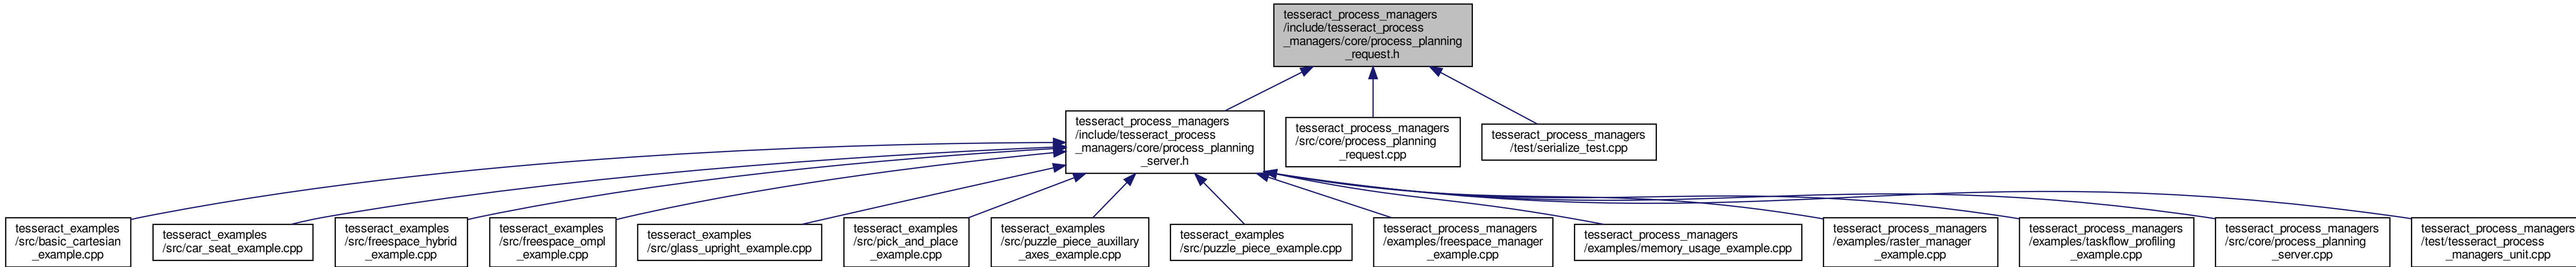 tesseract_process_managers
/include/tesseract_process
_managers/core/process_planning
_request.h
tesseract_process_managers
/include/tesseract_process
_managers/core/process_planning
_server.h
tesseract_process_managers
/src/core/process_planning
_request.cpp
tesseract_process_managers
/test/serialize_test.cpp
tesseract_examples
/src/basic_cartesian
_example.cpp
tesseract_examples
/src/car_seat_example.cpp
tesseract_examples
/src/freespace_hybrid
_example.cpp
tesseract_examples
/src/freespace_ompl
_example.cpp
tesseract_examples
/src/glass_upright_example.cpp
tesseract_examples
/src/pick_and_place
_example.cpp
tesseract_examples
/src/puzzle_piece_auxillary
_axes_example.cpp
tesseract_examples
/src/puzzle_piece_example.cpp
tesseract_process_managers
/examples/freespace_manager
_example.cpp
tesseract_process_managers
/examples/memory_usage_example.cpp
tesseract_process_managers
/examples/raster_manager
_example.cpp
tesseract_process_managers
/examples/taskflow_profiling
_example.cpp
tesseract_process_managers
/src/core/process_planning
_server.cpp
tesseract_process_managers
/test/tesseract_process
_managers_unit.cpp